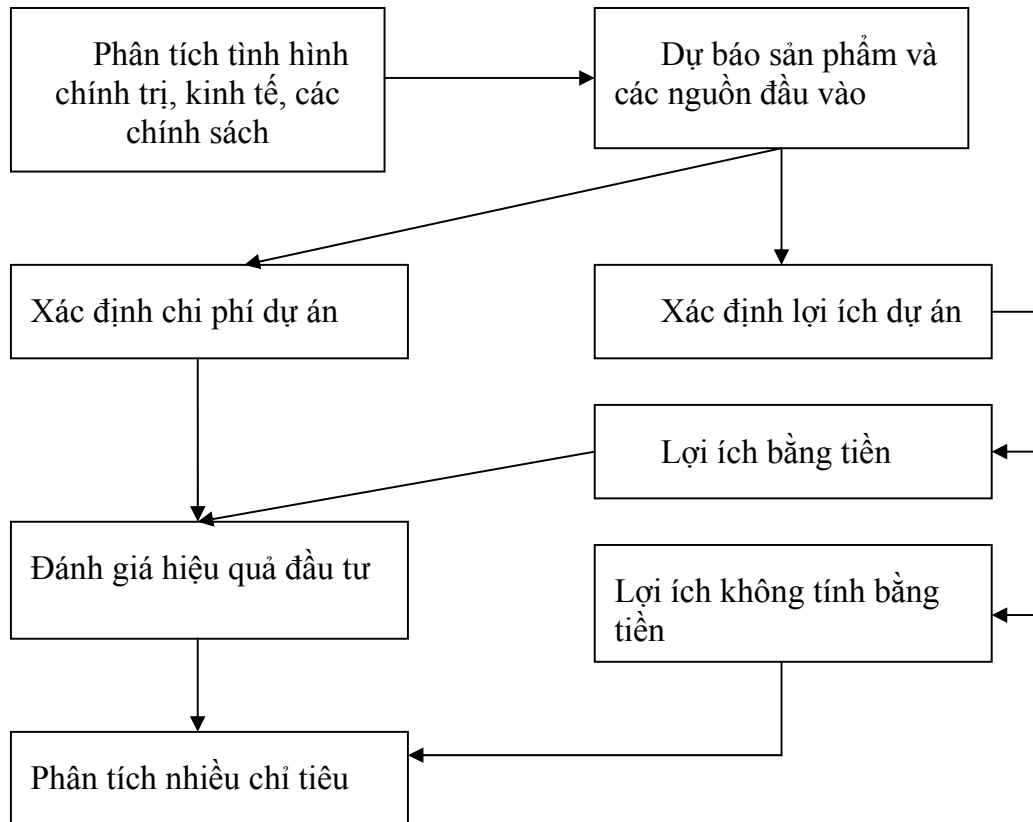 Phân tích tình hình
chính trị, kinh tế, các
chính sách
Dự báo sản phẩm và
các nguồn đầu vào
Xác định chi phí dự án
Xác định lợi ích dự án
Lợi ích bằng tiền
Đánh giá hiệu quả đầu tư
Lợi ích không tính bằng
tiền
Phân tích nhiều chỉ tiêu